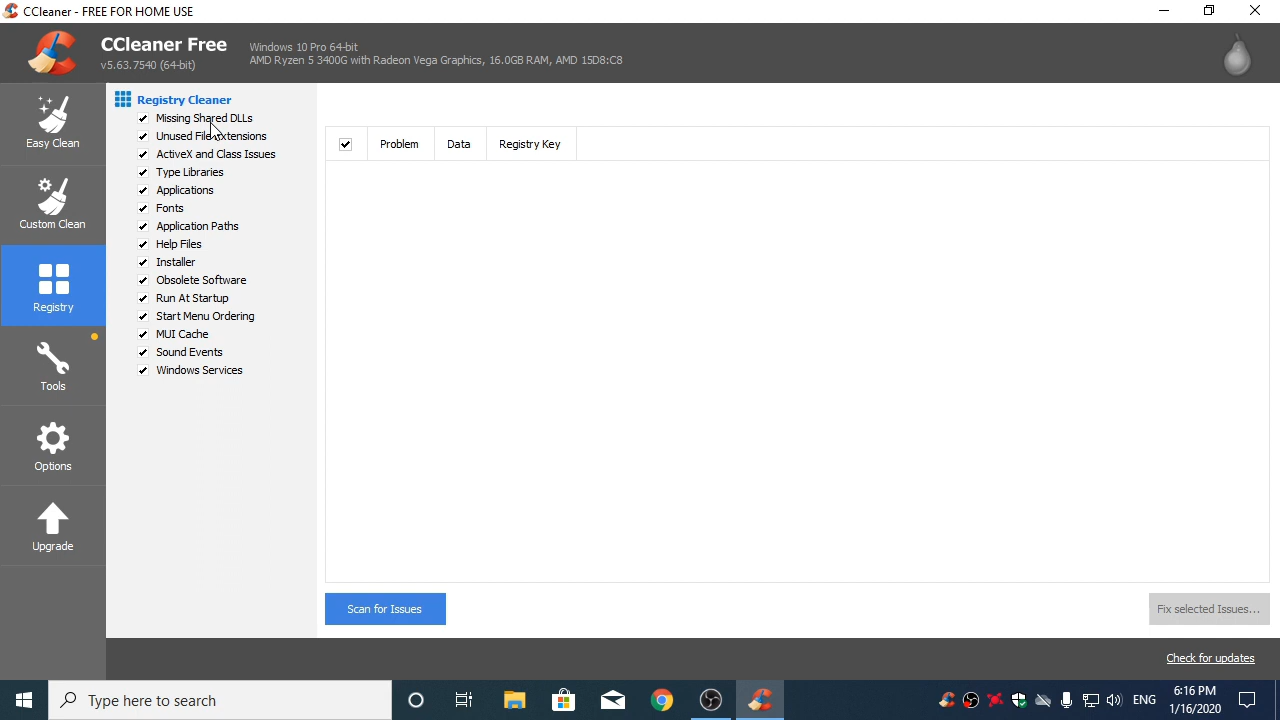 CCleaner - FREE FOR HOME USE
CCleaner Free
v5.63.7540 (64-bit)
Windows 10 Pro 64-bit
AMD Ryzen 5 3400G with Radeon Vega Graphics, 16.0GB RAM, AMD 15D8:C8
Easy Clean
Custom Clean
Registry
Tools
Options
Upgrade
Registry Cleaner
Missing Shared DLLs
Unused File Extensions
ActiveX and Class Issues
Type Libraries
Applications
Fonts
Application Paths
Help Files
Installer
Obsolete Software
Run At Startup
Start Menu Ordering
MUI Cache
Sound Events
Windows Services
Problem Data Registry Key
Scan for Issues
Fix selected Issues...
Check for updates
Type here to search
ENG
6:16 PM
1/16/2020